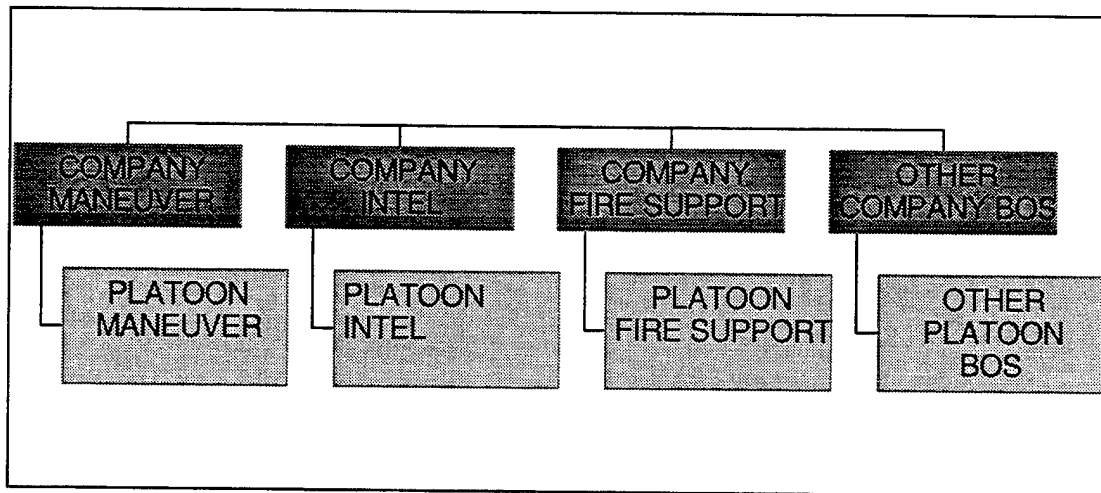 COMPANY
MANEUVER
COMPANY
INTEL
COMPANY
FIRE SUPPORT
OTHER
COMPANY BOS
PLATOON
MANEUVER
PLATOON
INTEL
PLATOON
FIRE SUPPORT
OTHER
PLATOON
BOS